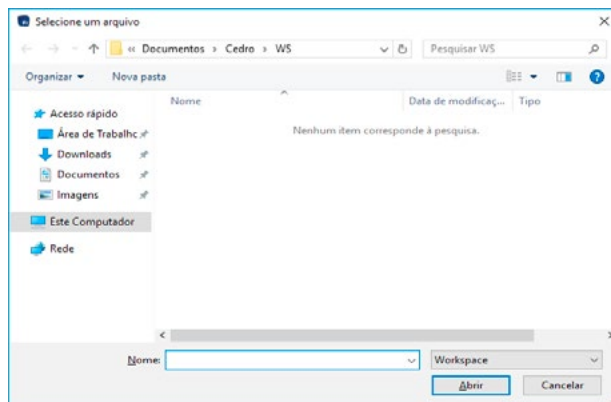 Selecione um arquivo
« Documentos › Cedro › WS
Pesquisar WS
Organizar
Nova pasta
Nome
Data de modificaç...
Tipo
Acesso rápido
Área de Trabalhc
Downloads
Documentos
Imagens
Este Computador
Rede
Nenhum item corresponde à pesquisa.
Nome:
Workspace
Abrir
Cancelar